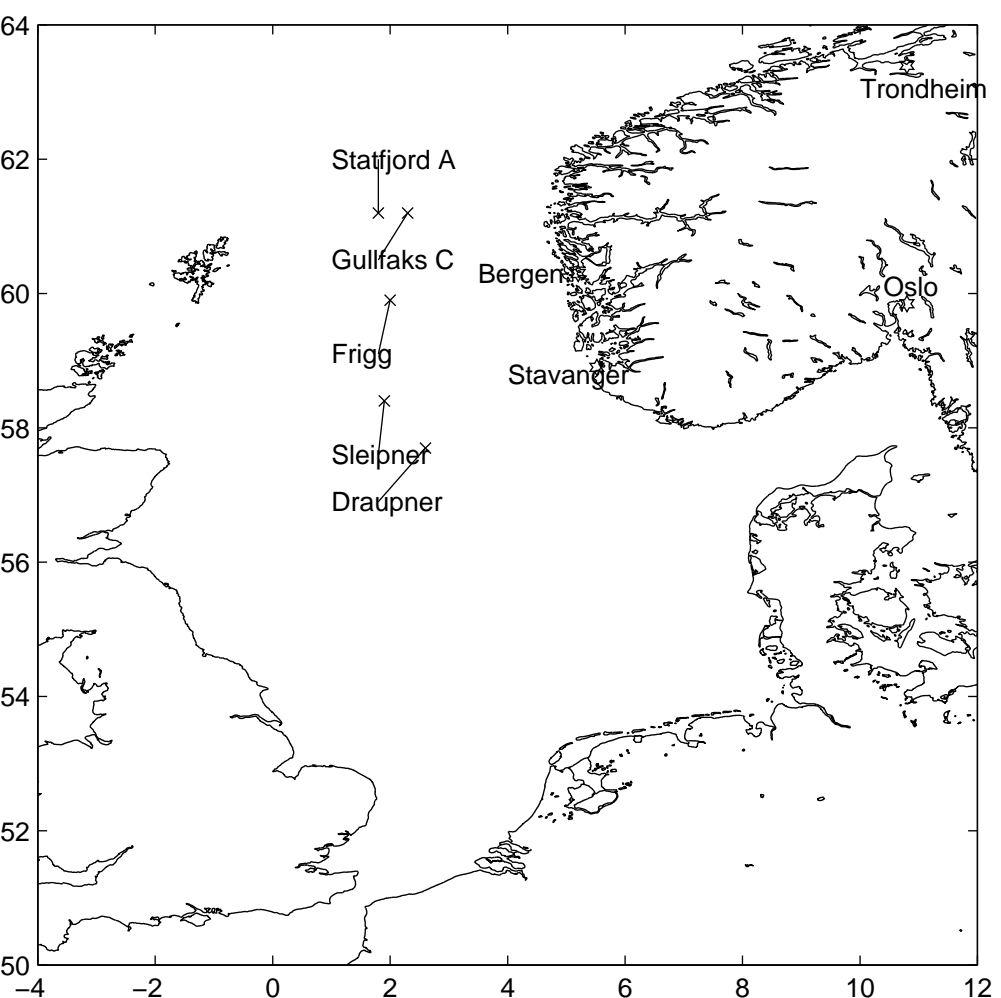 64
Trondheim
62
Statfjord A
Gullfaks C
Bergen
60
Oslo
Frigg
Stavanger
58
Sleipner
Draupner
56
54
52
50
−4 −2 0 2 4 6 8 10 12